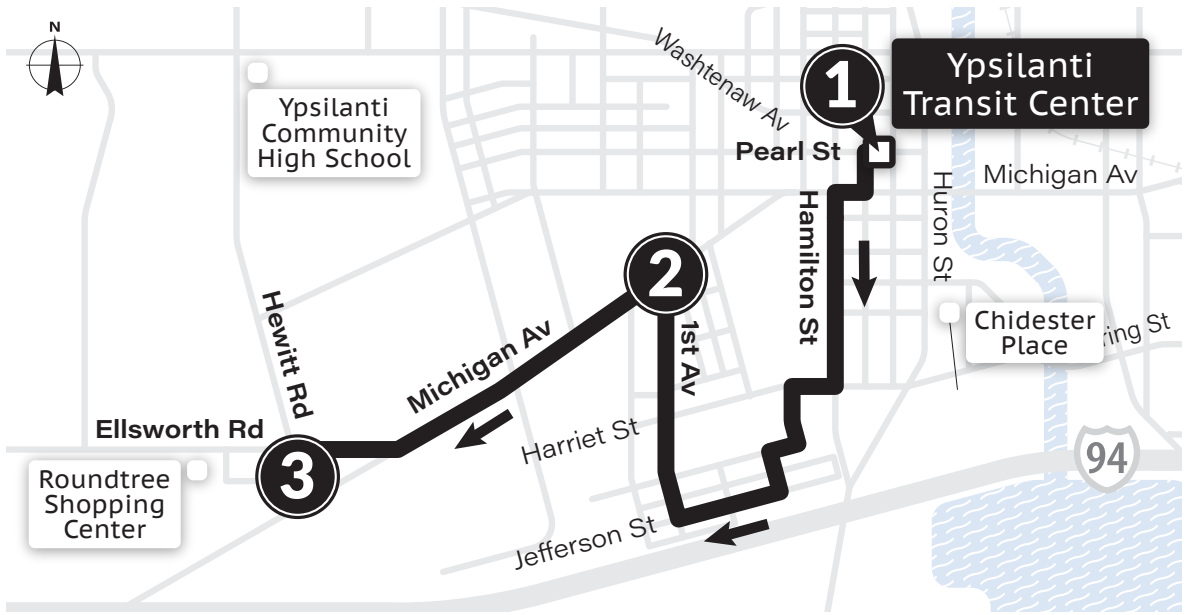 N
Washtenaw Av
1
Ypsilanti
Transit Center
Ypsilanti
Community
High School
Pearl St
Michigan Av
Huron St
Hamilton St
2
Hewitt Rd
1st Av
Michigan Av
Chidester
Place
ring St
Ellsworth Rd
Harriet St
3
94
Roundtree
Shopping
Center
Jefferson St